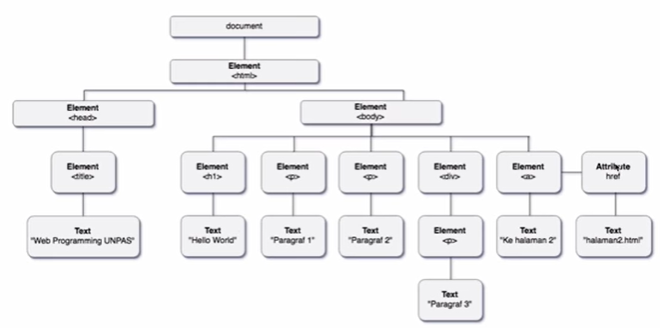 document
Element
<html>
Element
<head>
Element
<body>
Element
<title>
Element
<h1>
Element
<p>
Element
<p>
Element
<div>
Element
<a>
Attribute
href
Text
"Web Programming UNPAS"
Text
"Hello World"
Text
"Paragraf 1"
Text
"Paragraf 2"
Element
<p>
Text
"Ke halaman 2"
Text
"halaman2.html"
Text
"Paragraf 3"